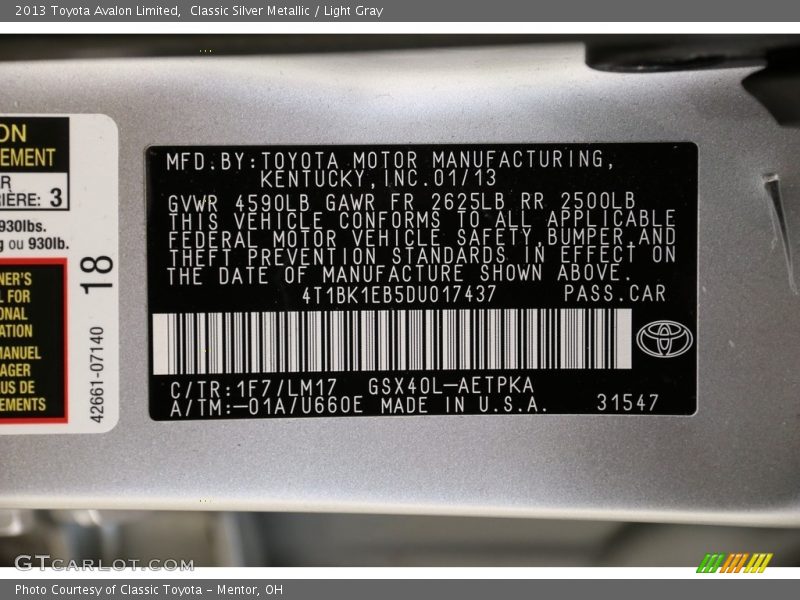 2013 Toyota Avalon Limited,  Classic Silver Metallic / Light Gray
ON
EMENT
R
IÈRE: 3
930lbs.
g ou 930lb.
NER'S
L FOR
ONAL
ATION
MANUEL
AGER
US DE
EMENTS
18
42661-07140
MFD.BY:TOYOTA MOTOR MANUFACTURING,
KENTUCKY,INC.01/13
GVWR 4590LB GAWR FR 2625LB RR 2500LB
THIS VEHICLE CONFORMS TO ALL APPLICABLE
FEDERAL MOTOR VEHICLE SAFETY,BUMPER,AND
THEFT PREVENTION STANDARDS IN EFFECT ON
THE DATE OF MANUFACTURE SHOWN ABOVE.
4T1BK1EB5DU017437 PASS.CAR
C/TR:1F7/LM17 GSX40L-AETPKA
A/TM:-01A/U660E MADE IN U.S.A. 31547
GTCARLOT.COM
Photo Courtesy of Classic Toyota - Mentor, OH